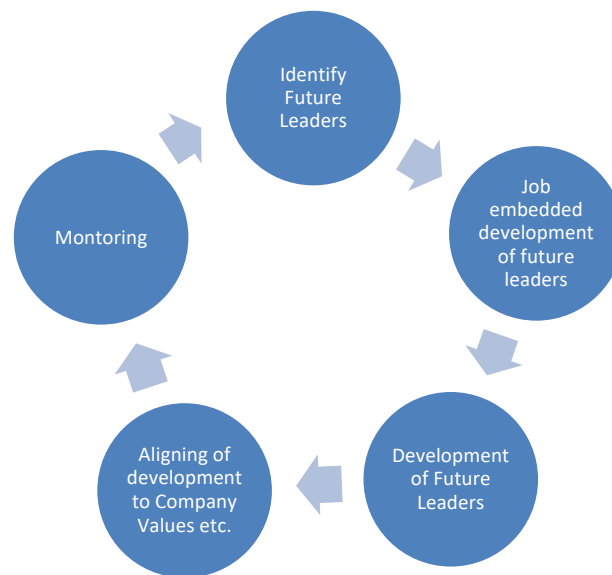 Identify
Future
Leaders
Job
embedded
development
of future
leaders
Development
of Future
Leaders
Aligning of
development
to Company
Values etc.
Montoring